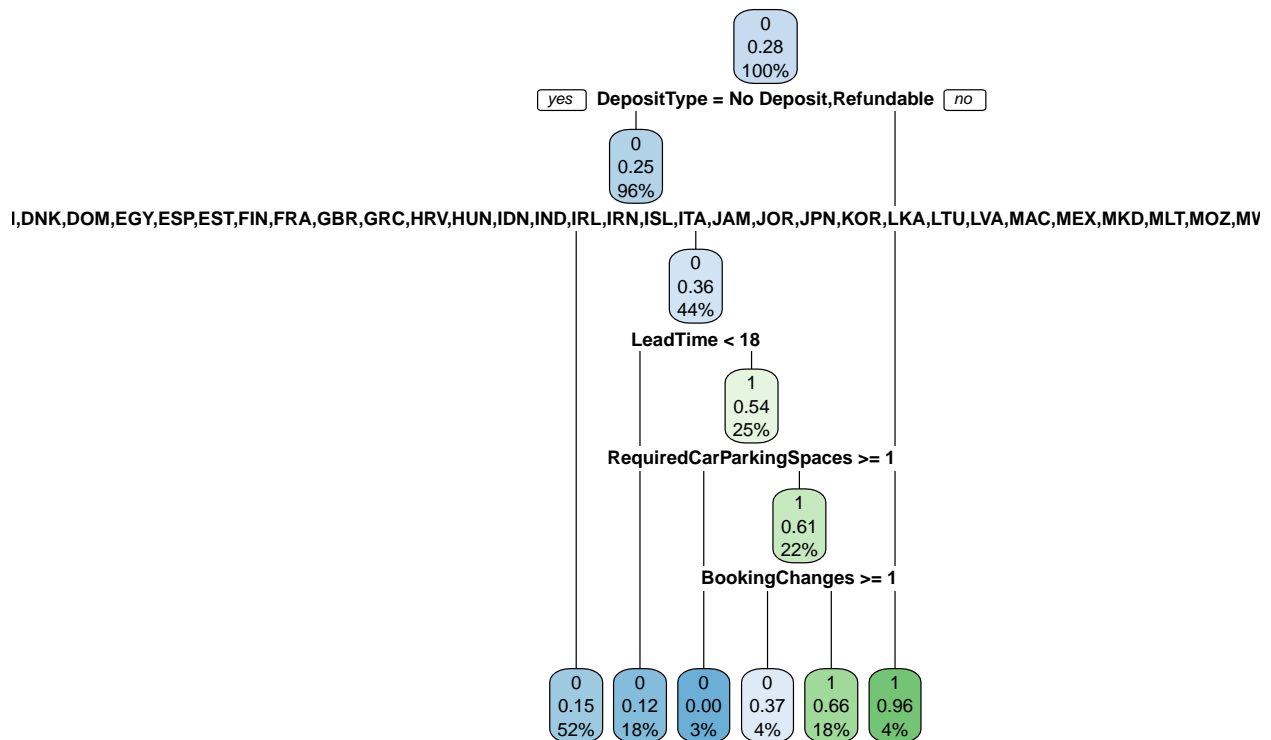 0
0.28
100%
yes DepositType = No Deposit,Refundable no
0
0.25
96%
,DNK,DOM,EGY,ESP,EST,FIN,FRA,GBR,GRC,HRV,HUN,IDN,IND,IRL,IRN,ISL,ITA,JAM,JOR,JPN,KOR,LKA,LTU,LVA,MAC,MEX,MKD,MLT,MOZ,
0
0.36
44%
LeadTime < 18
1
0.54
25%
RequiredCarParkingSpaces >= 1
1
0.61
22%
BookingChanges >= 1
0 0 0 0 1 1
0.15 0.12 0.00 0.37 0.66 0.96
52% 18% 3% 4% 18% 4%